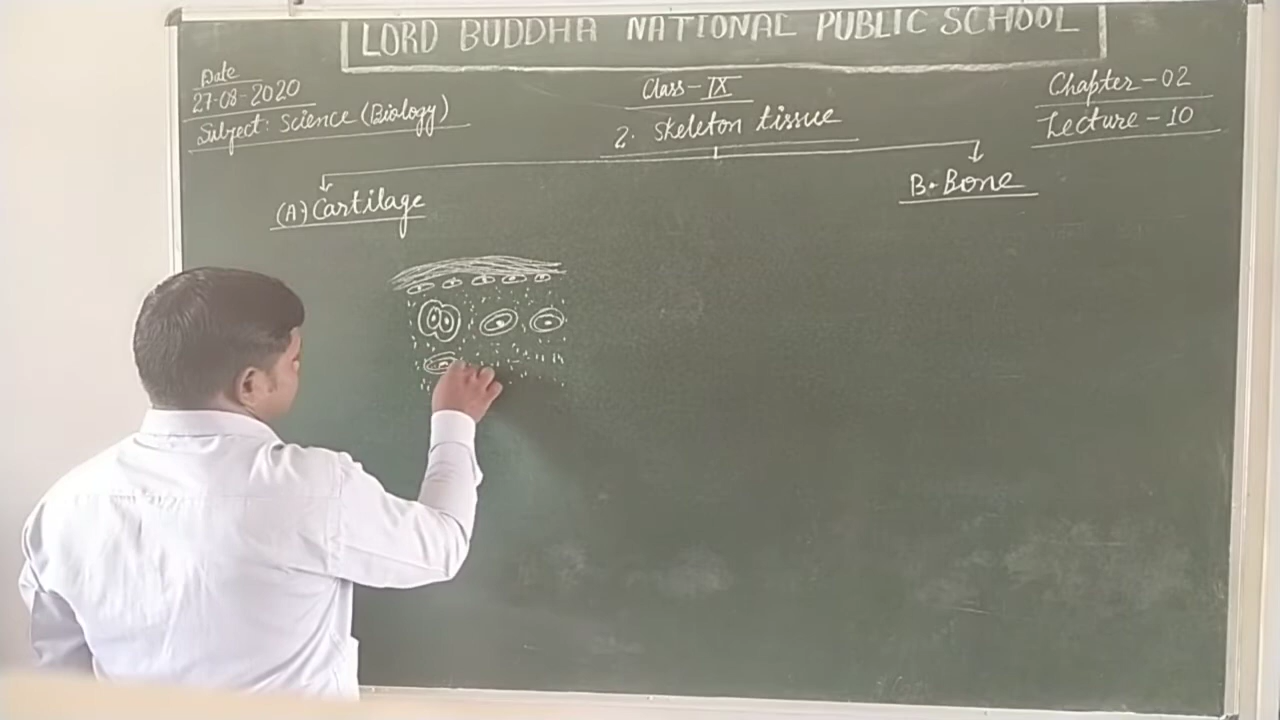 LORD BUDDHA NATIONAL PUBLIC SCHOOL
Date
27-08-2020
Subject: Science (Biology)
Class-IX
2. Skeleton tissue
Chapter-02
Lecture-10
(A) Cartilage
B. Bone